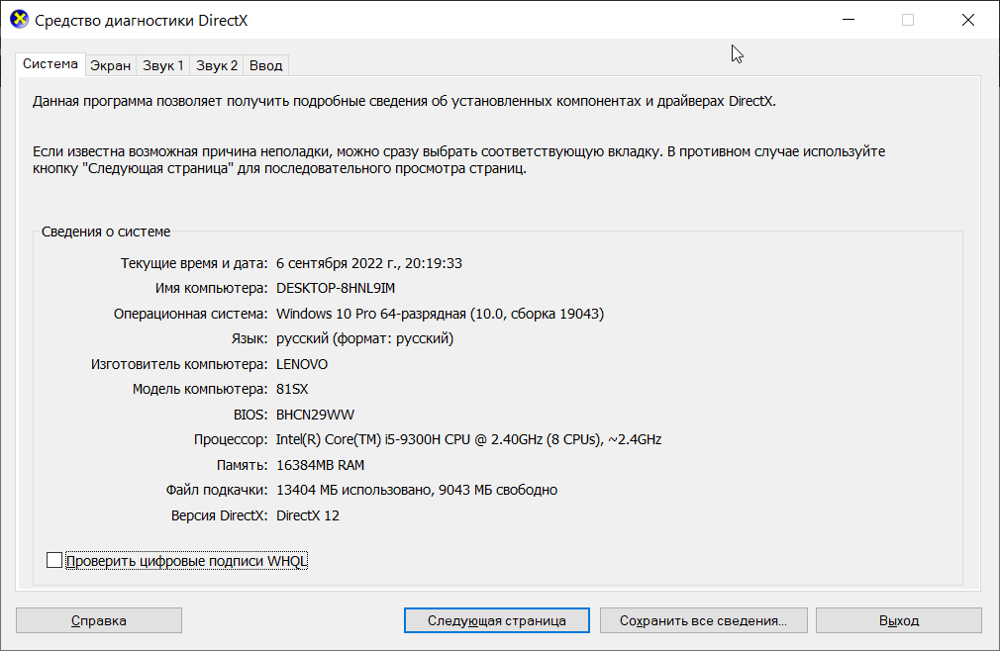 Средство диагностики DirectX
Система Экран Звук 1 Звук 2 Ввод
Данная программа позволяет получить подробные сведения об установленных компонентах и драйверах DirectX.
Если известна возможная причина неполадки, можно сразу выбрать соответствующую вкладку. В противном случае используйте
кнопку "Следующая страница" для последовательного просмотра страниц.
Сведения о системе
Текущие время и дата: 6 сентября 2022 г., 20:19:33
Имя компьютера: DESKTOP-8HNL9IM
Операционная система: Windows 10 Pro 64-разрядная (10.0, сборка 19043)
Язык: русский (формат: русский)
Изготовитель компьютера: LENOVO
Модель компьютера: 81SX
BIOS: BHCN29WW
Процессор: Intel(R) Core(TM) i5-9300H CPU @ 2.40GHz (8 CPUs), ~2.4GHz
Память: 16384MB RAM
Файл подкачки: 13404 МБ использовано, 9043 МБ свободно
Версия DirectX: DirectX 12
Проверить цифровые подписи WHQL
Справка Следующая страница Сохранить все сведения... Выход